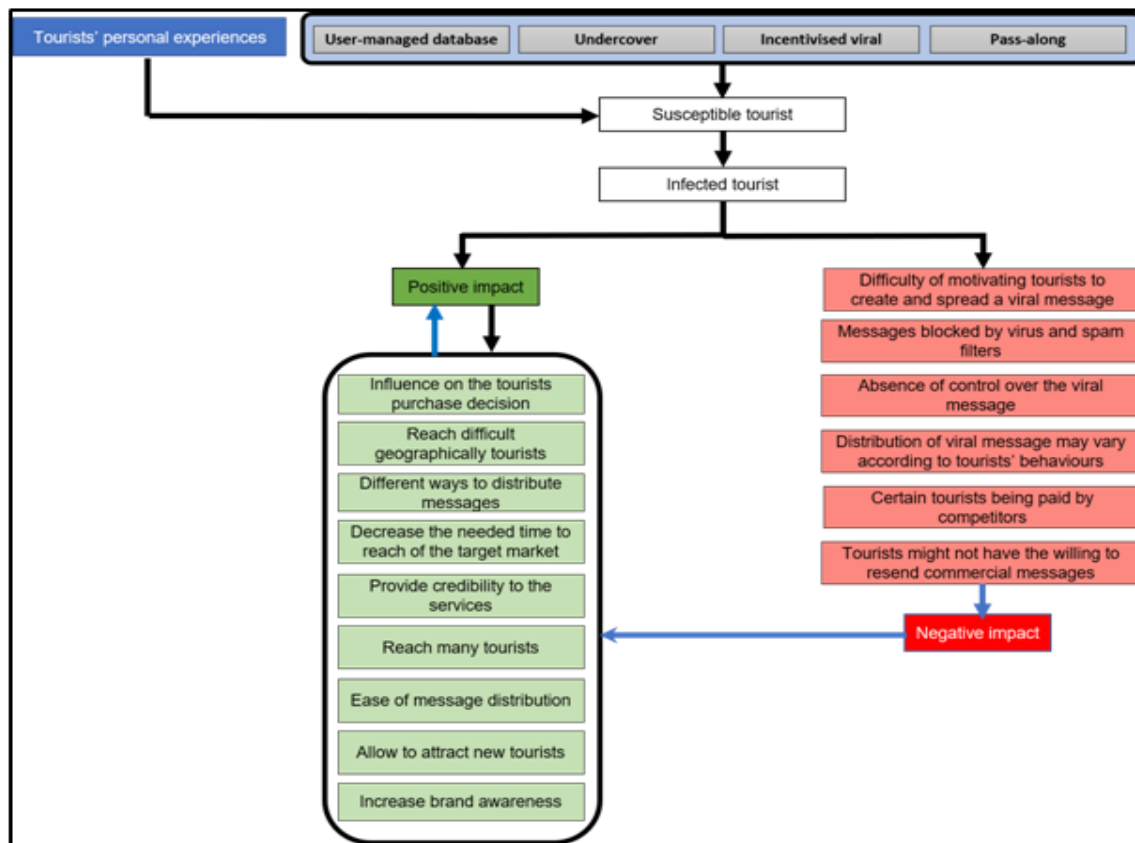 Tourists' personal experiences
User-managed database
Undercover
Incentivised viral
Pass-along
Susceptible tourist
Infected tourist
Positive impact
Influence on the tourists
purchase decision
Reach difficult
geographically tourists
Different ways to distribute
messages
Decrease the needed time to
reach of the target market
Provide credibility to the
services
Reach many tourists
Ease of message distribution
Allow to attract new tourists
Increase brand awareness
Difficulty of motivating tourists to
create and spread a viral message
Messages blocked by virus and spam
filters
Absence of control over the viral
message
Distribution of viral message may vary
according to tourists' behaviours
Certain tourists being paid by
competitors
Tourists might not have the willing to
resend commercial messages
Negative impact